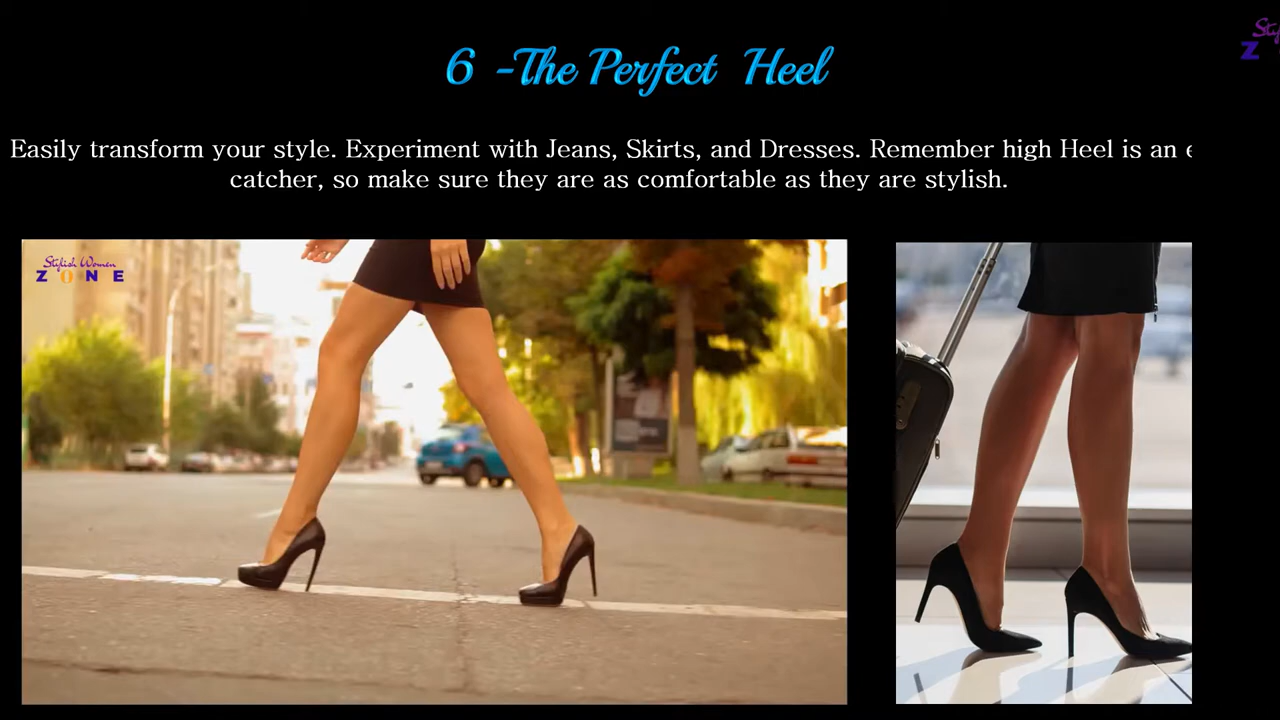 6 -The Perfect Heel
Easily transform your style. Experiment with Jeans, Skirts, and Dresses. Remember high Heel is an
catcher, so make sure they are as comfortable as they are stylish.
Stylish Women
ZONE
Z